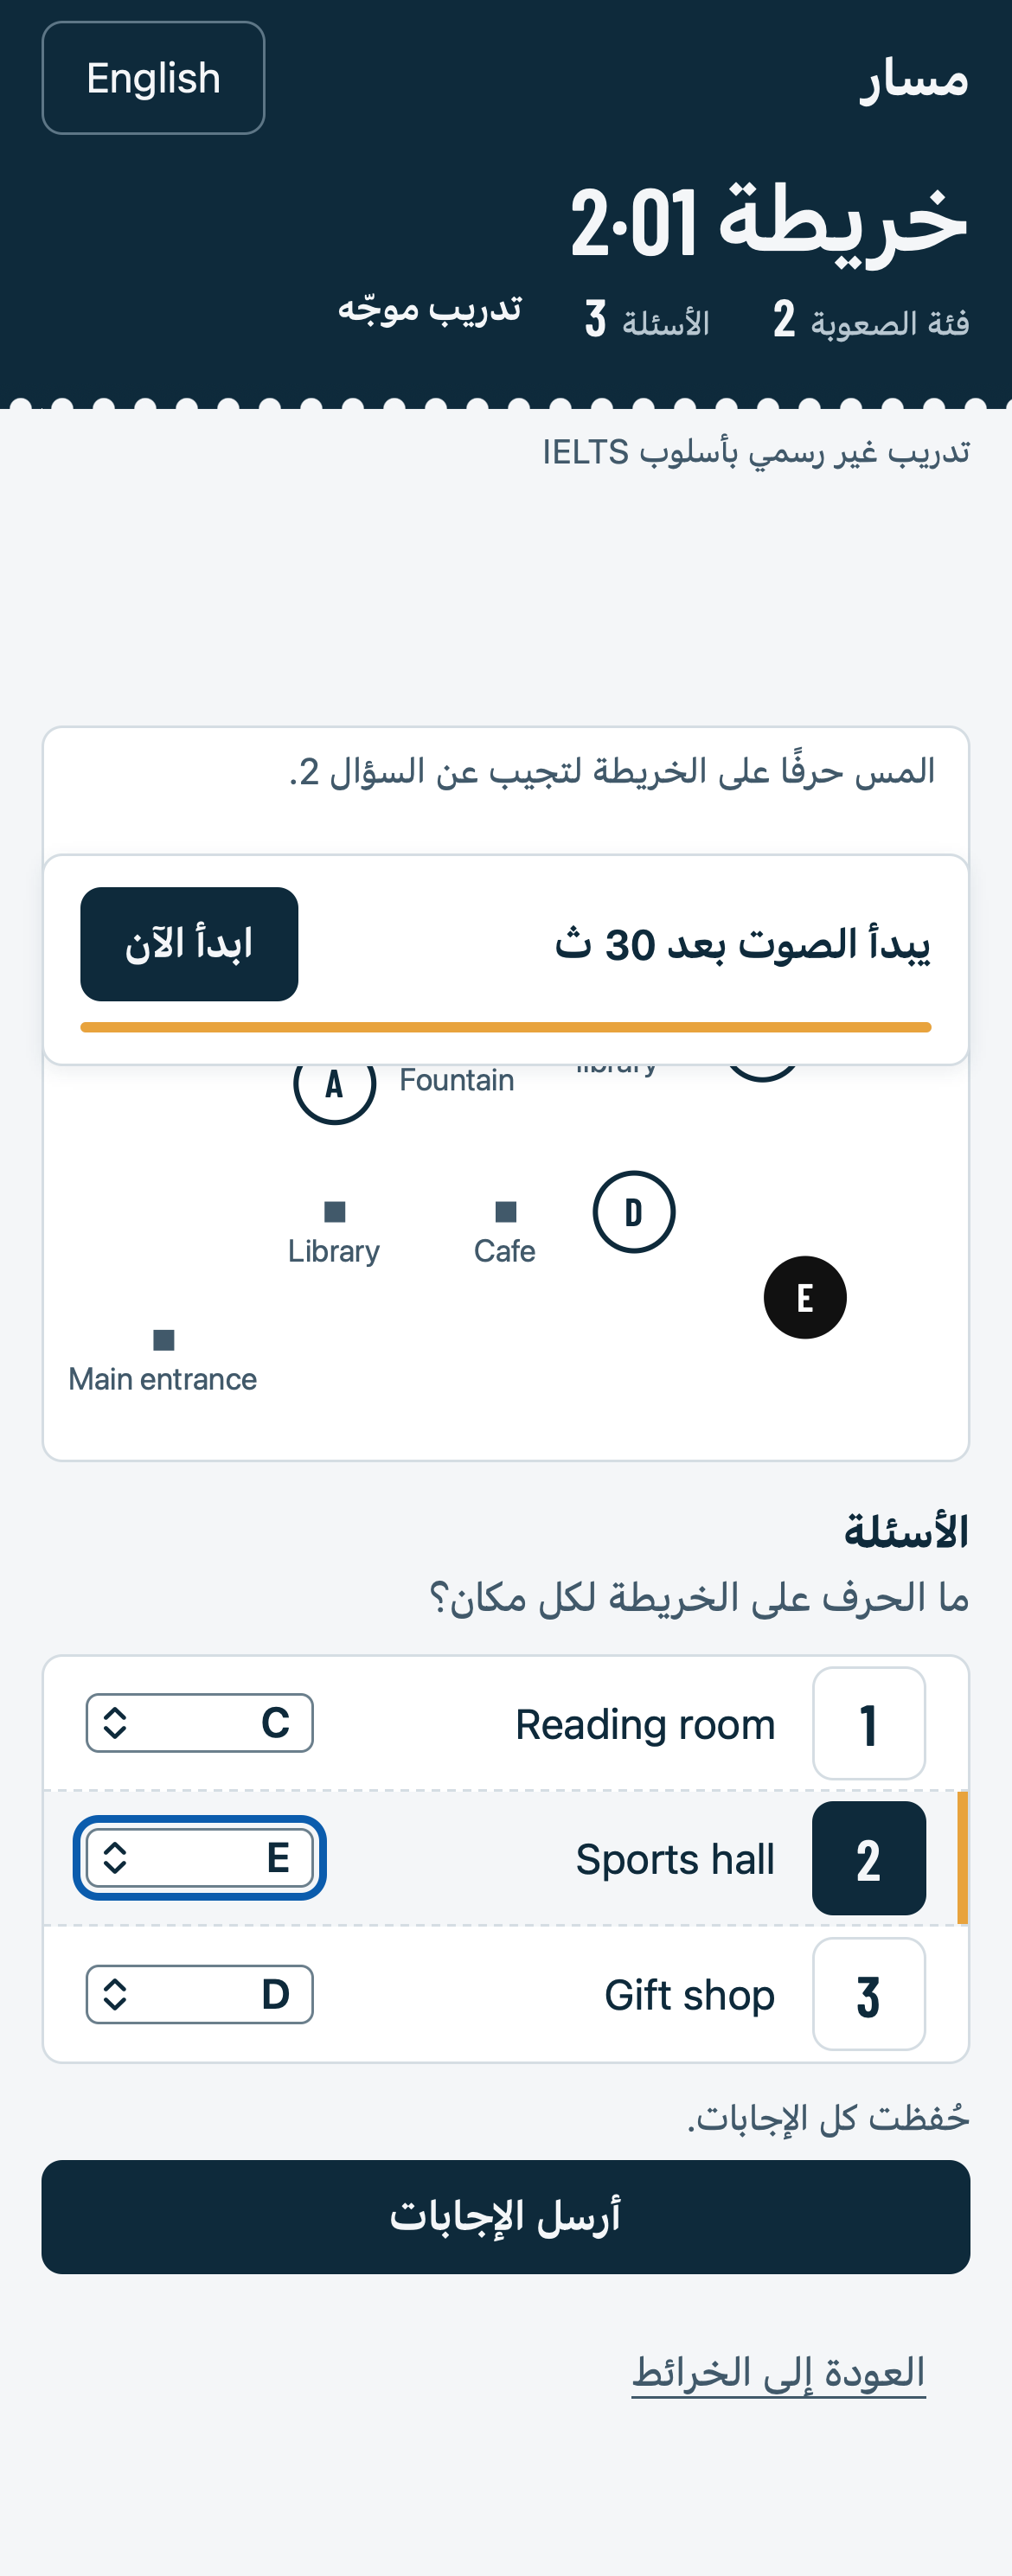 مسار
English
خريطة 2·01
فئة الصعوبة 2 الأسئلة 3 تدريب موجّه
تدريب غير رسمي بأسلوب IELTS
المس حرفًا على الخريطة لتجيب عن السؤال 2.
يبدأ الصوت بعد 30 ث
ابدأ الآن
library
A Fountain
D
Library Cafe
E
Main entrance
الأسئلة
ما الحرف على الخريطة لكل مكان؟
1 Reading room C
2 Sports hall E
3 Gift shop D
حُفظت كل الإجابات.
أرسل الإجابات
العودة إلى الخرائط